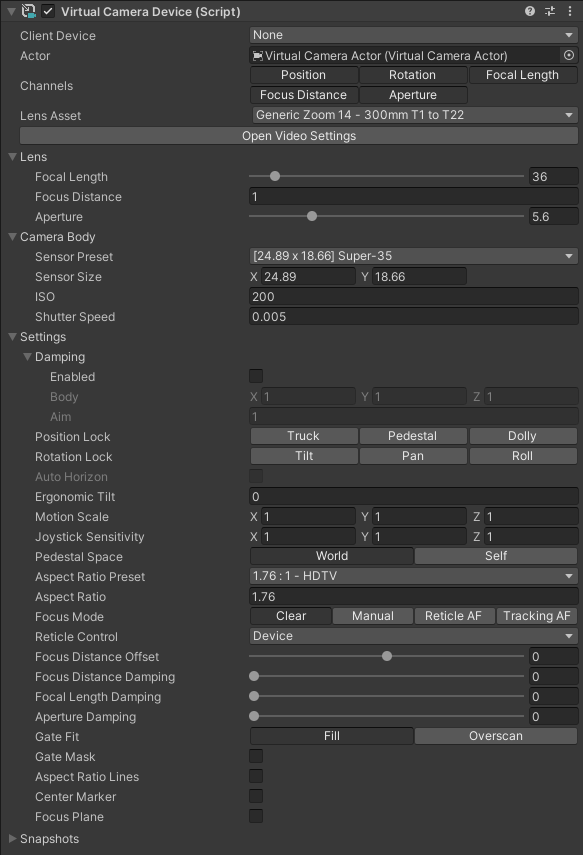 Virtual Camera Device (Script)
Client Device None
Actor Virtual Camera Actor (Virtual Camera Actor)
Channels Position Rotation Focal Length
Focus Distance Aperture
Lens Asset Generic Zoom 14 - 300mm T1 to T22
Open Video Settings
Lens
Focal Length 36
Focus Distance 1
Aperture 5.6
Camera Body
Sensor Preset [24.89 x 18.66] Super-35
Sensor Size X 24.89 Y 18.66
ISO 200
Shutter Speed 0.005
Settings
Damping
Enabled
Body X 1 Y 1 Z 1
Aim 1
Position Lock Truck Pedestal Dolly
Rotation Lock Tilt Pan Roll
Auto Horizon
Ergonomic Tilt 0
Motion Scale X 1 Y 1 Z 1
Joystick Sensitivity X 1 Y 1 Z 1
Pedestal Space World Self
Aspect Ratio Preset 1.76 : 1 - HDTV
Aspect Ratio 1.76
Focus Mode Clear Manual Reticle AF Tracking AF
Reticle Control Device
Focus Distance Offset 0
Focus Distance Damping 0
Focal Length Damping 0
Aperture Damping 0
Gate Fit Fill Overscan
Gate Mask
Aspect Ratio Lines
Center Marker
Focus Plane
Snapshots